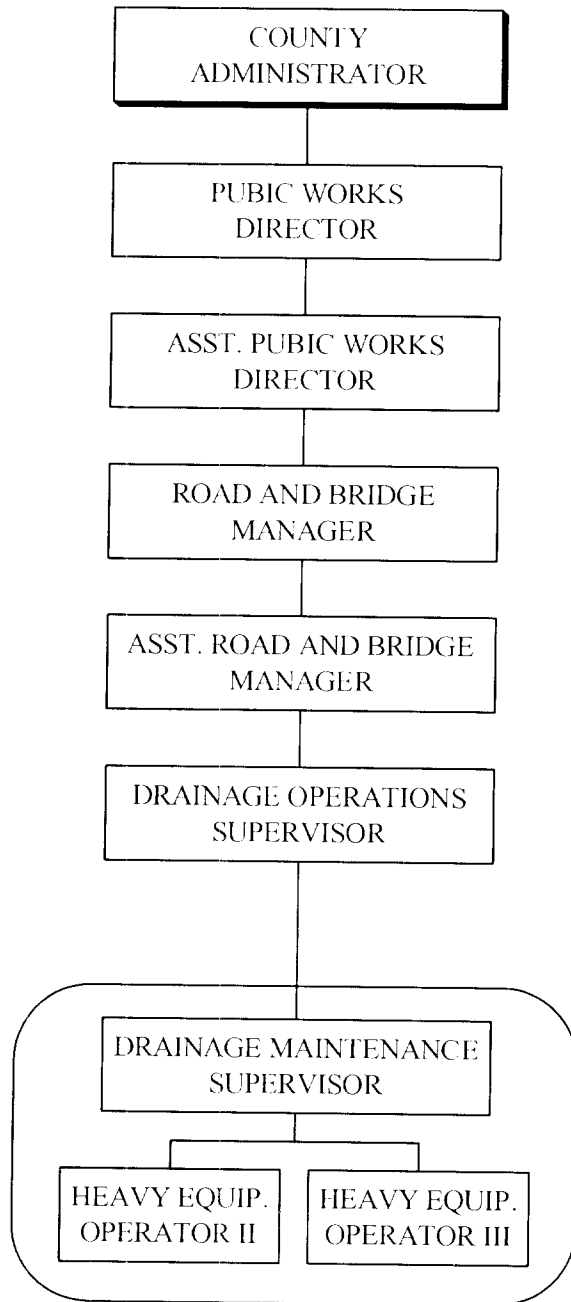 COUNTY
ADMINISTRATOR
PUBIC WORKS
DIRECTOR
ASST. PUBIC WORKS
DIRECTOR
ROAD AND BRIDGE
MANAGER
ASST. ROAD AND BRIDGE
MANAGER
DRAINAGE OPERATIONS
SUPERVISOR
DRAINAGE MAINTENANCE
SUPERVISOR
HEAVY EQUIP.
OPERATOR II
HEAVY EQUIP.
OPERATOR III